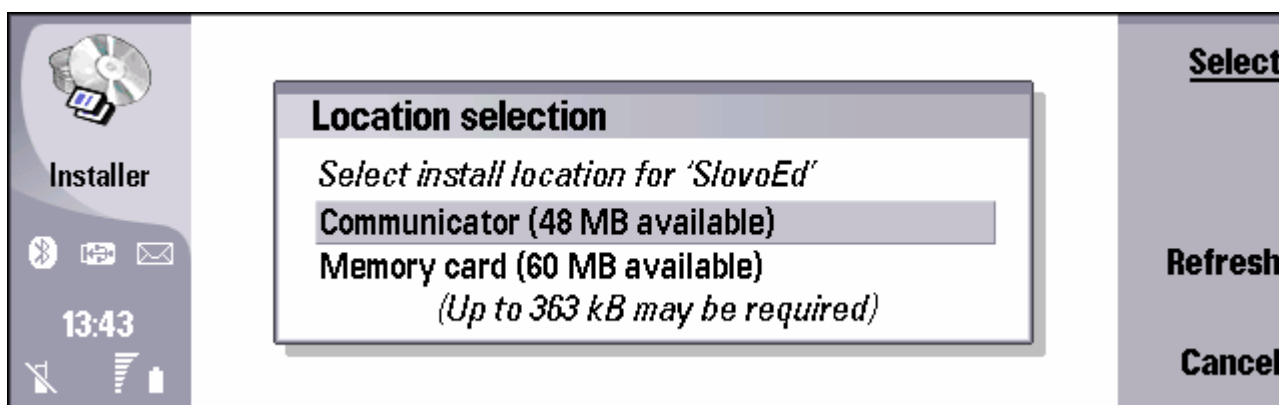 Installer
13:43
Location selection
Select install location for ‘SlovoEd’
Communicator (48 MB available)
Memory card (60 MB available)
(Up to 363 kB may be required)
Select
Refresh
Cancel